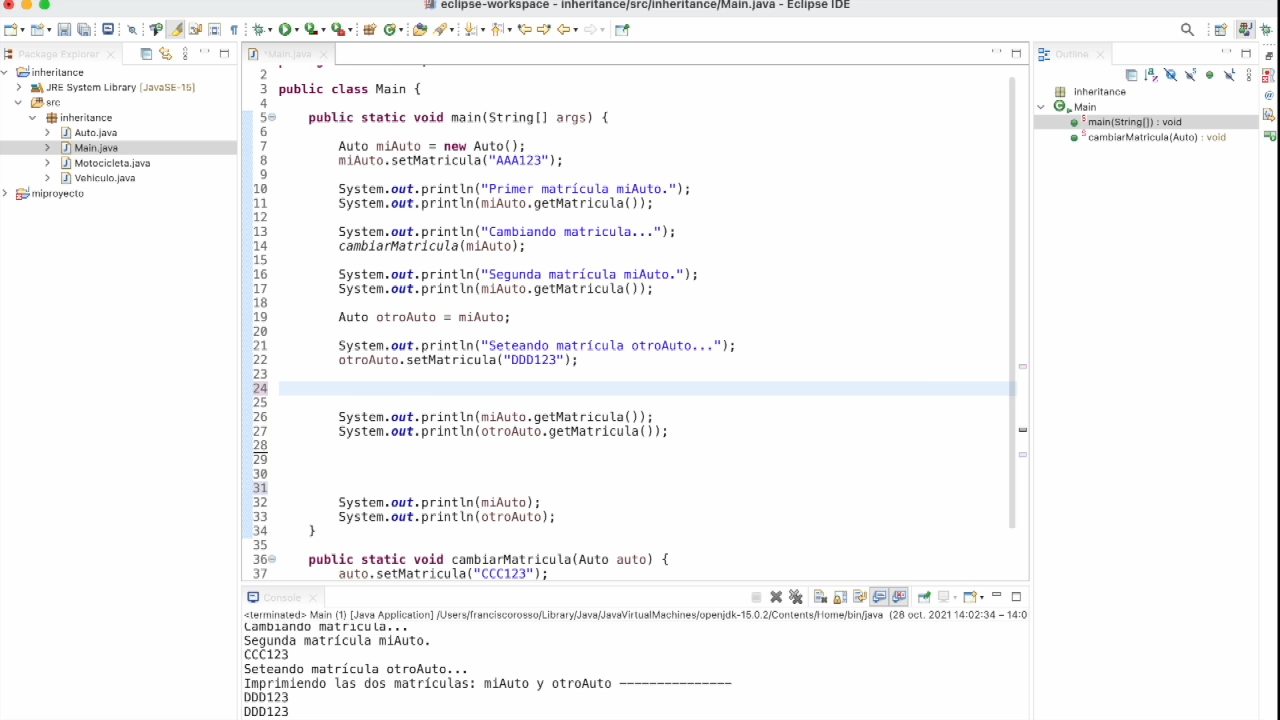 eclipse-workspace - inheritance/src/inheritance/Main.java - Eclipse IDE
Package Explorer
inheritance
JRE System Library [JavaSE-15]
src
inheritance
Auto.java
Main.java
Motocicleta.java
Vehiculo.java
miproyecto
*Main.java
2
3 public class Main {
4
5 public static void main(String[] args) {
6
7 Auto miAuto = new Auto();
8 miAuto.setMatricula("AAA123");
9
10 System.out.println("Primer matrícula miAuto.");
11 System.out.println(miAuto.getMatricula());
12
13 System.out.println("Cambiando matricula...");
14 cambiarMatricula(miAuto);
15
16 System.out.println("Segunda matrícula miAuto.");
17 System.out.println(miAuto.getMatricula());
18
19 Auto otroAuto = miAuto;
20
21 System.out.println("Seteando matrícula otroAuto...");
22 otroAuto.setMatricula("DDD123");
23
24
25
26 System.out.println(miAuto.getMatricula());
27 System.out.println(otroAuto.getMatricula());
28
29
30
31
32 System.out.println(miAuto);
33 System.out.println(otroAuto);
34 }
35
36 public static void cambiarMatricula(Auto auto) {
37 auto.setMatricula("CCC123");
Outline
inheritance
Main
main(String[]) : void
cambiarMatricula(Auto) : void
Console
<terminated> Main (1) [Java Application] /Users/franciscorosso/Library/Java/JavaVirtualMachines/openjdk-15.0.2/Contents/Home/bin/java (28 oct. 2021 14:02:34 – 14:0
Cambiando matricula...
Segunda matrícula miAuto.
CCC123
Seteando matrícula otroAuto...
Imprimiendo las dos matrículas: miAuto y otroAuto ---------------
DDD123
DDD123